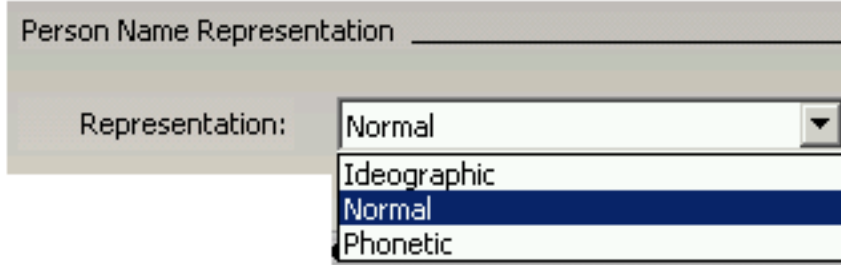 Person Name Representation
Representation: Normal
Ideographic
Normal
Phonetic